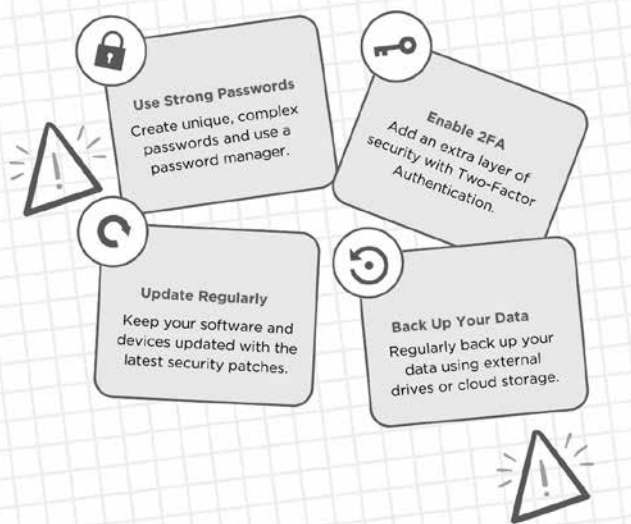 Use Strong Passwords
Create unique, complex
passwords and use a
password manager.
Enable 2FA
Add an extra layer of
security with Two-Factor
Authentication.
Update Regularly
Keep your software and
devices updated with the
latest security patches.
Back Up Your Data
Regularly back up your
data using external
drives or cloud storage.